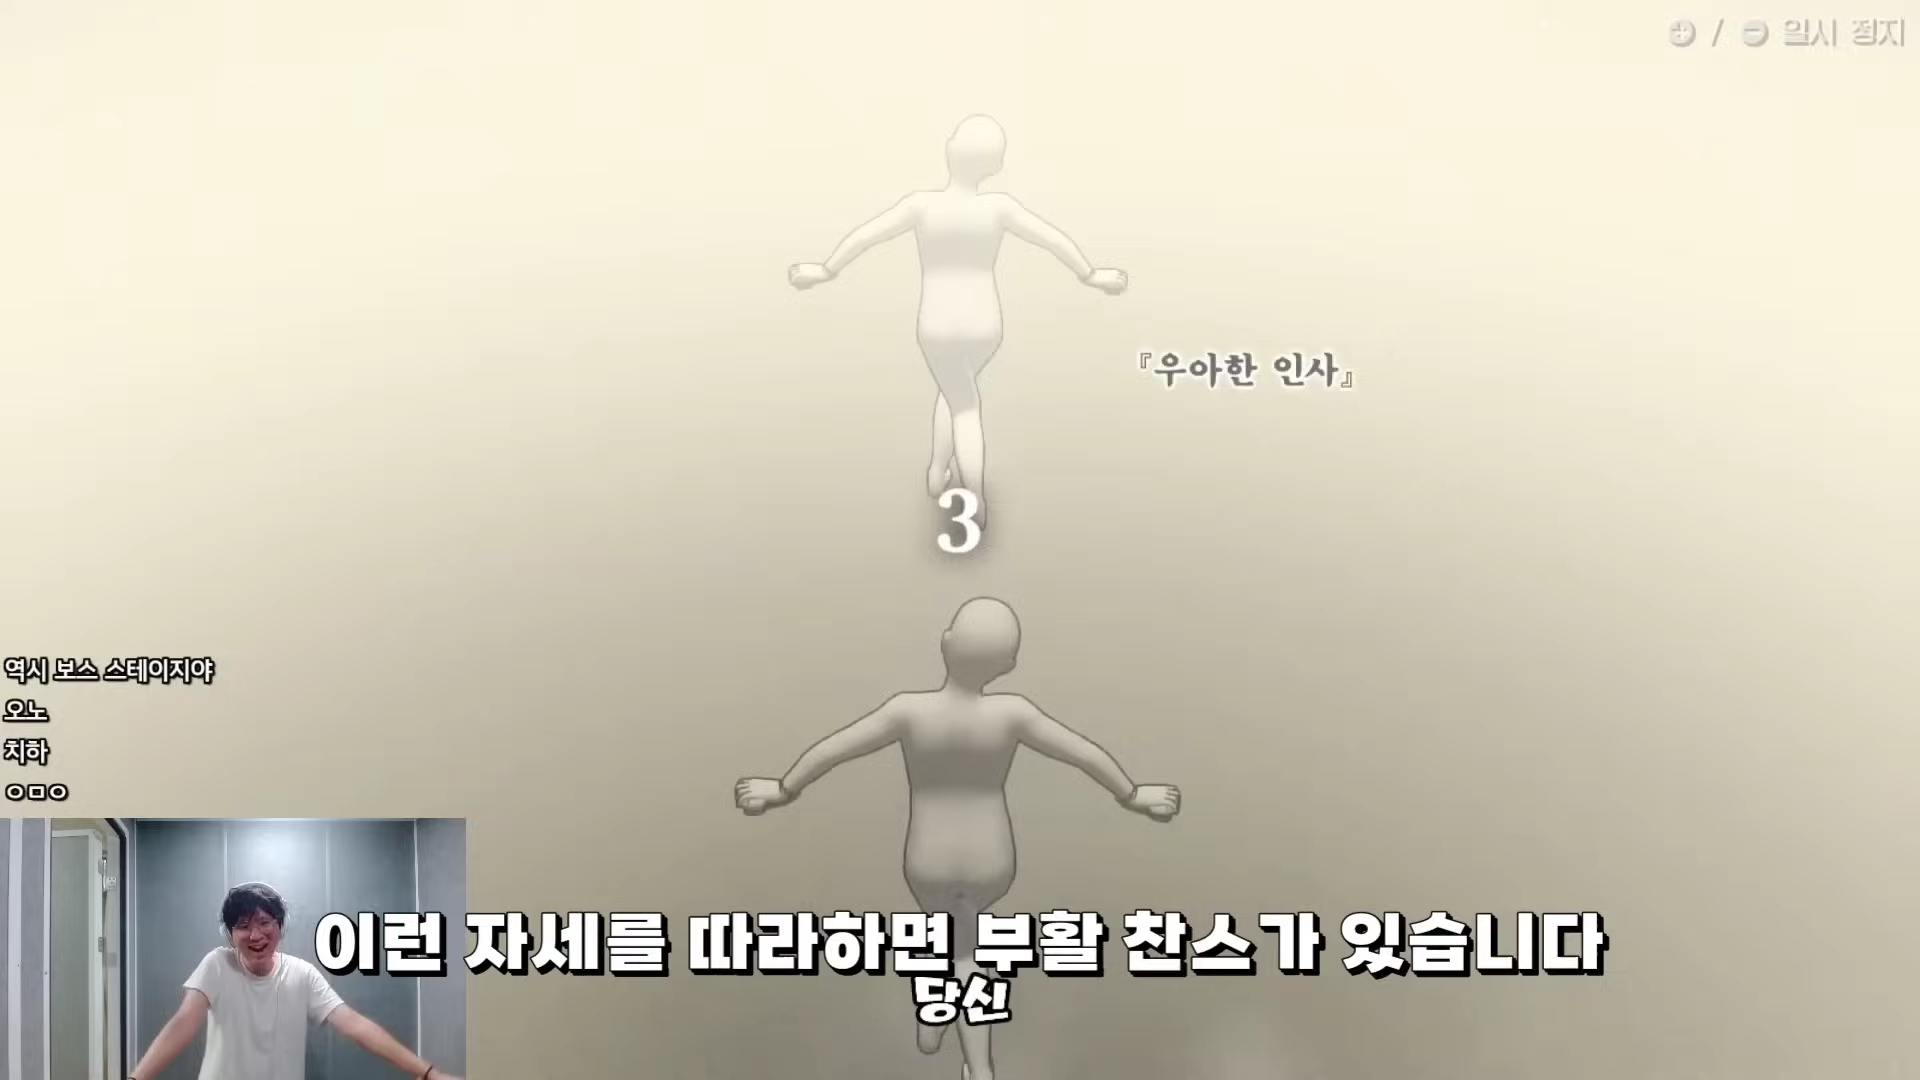 + / - 일시 정지
『우아한 인사』
3
역시 보스 스테이지야
오노
치하
ㅇㅁㅇ
이런 자세를 따라하면 부활 찬스가 있습니다
당신